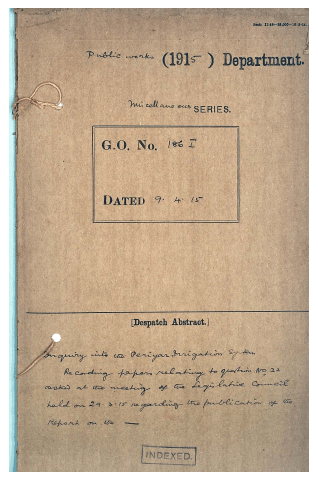 Public works (1915) Department.
Miscellaneous SERIES.
G.O. No. 186 I
DATED 9. 4. 15
[Despatch Abstract.]
Inquiry into the Periyar Irrigation System
Recording papers relating to question No 20
asked at the meeting of the Legislative Council
held on 24.3.15 regarding the publication of the
report on the —
INDEXED.